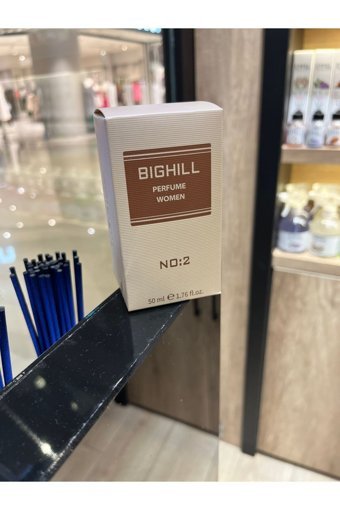 BIGHILL
PERFUME
WOMEN
NO:2
50 ml ℮ 1,76 fl.oz.